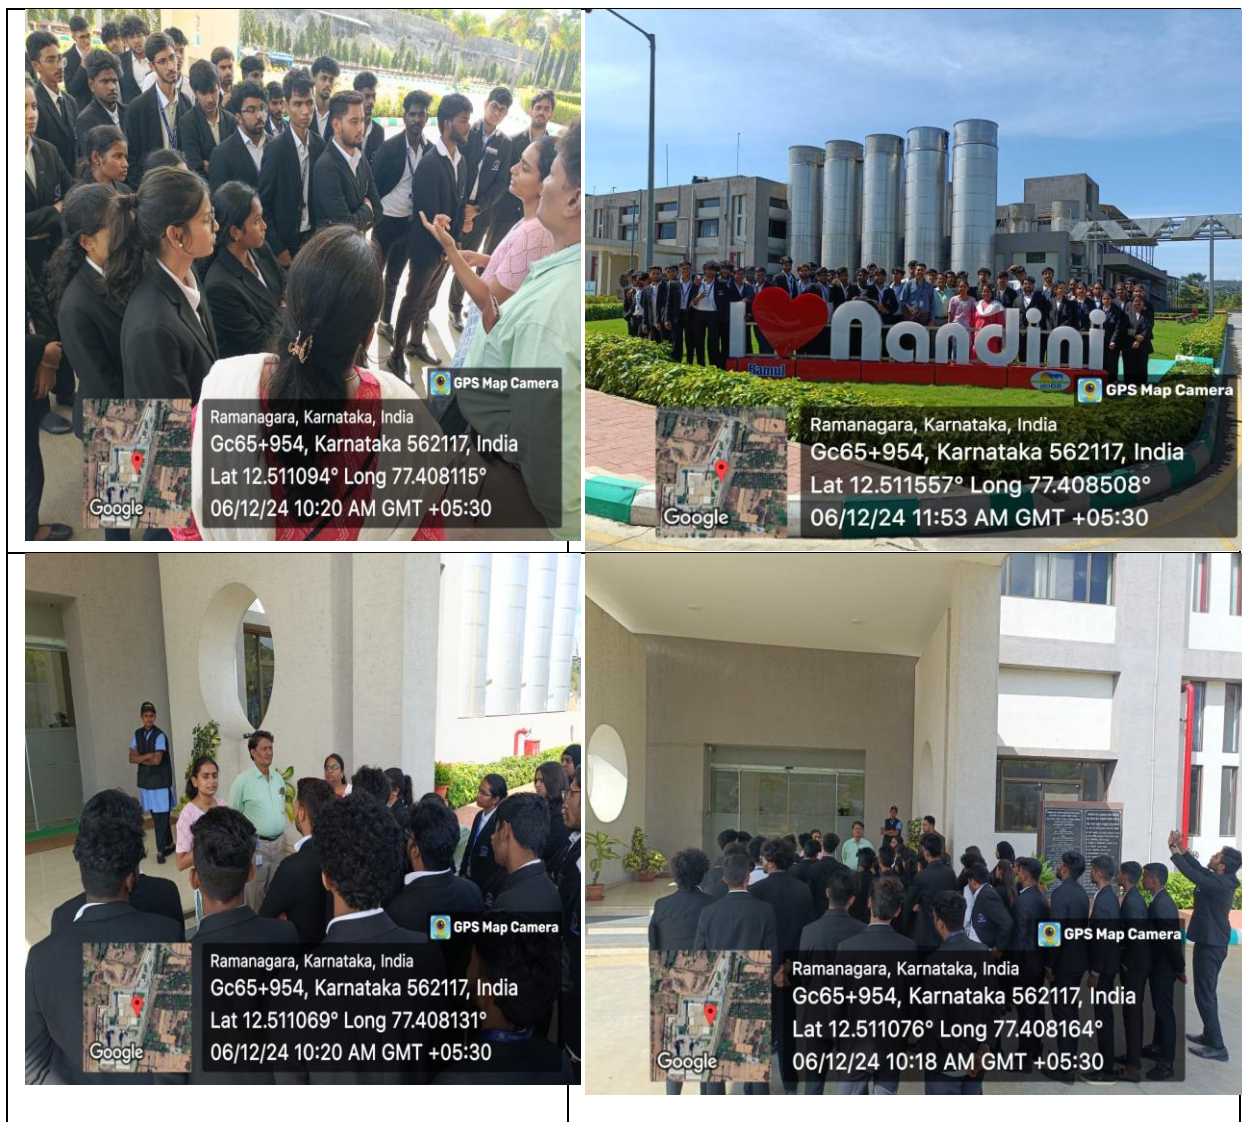 GPS Map Camera
Ramanagara, Karnataka, India
Gc65+954, Karnataka 562117, India
Lat 12.511094° Long 77.408115°
06/12/24 10:20 AM GMT +05:30
Google
I Nandini
Bamul
ನಂದಿನಿ
GPS Map Camera
Ramanagara, Karnataka, India
Gc65+954, Karnataka 562117, India
Lat 12.511557° Long 77.408508°
06/12/24 11:53 AM GMT +05:30
Google
GPS Map Camera
Ramanagara, Karnataka, India
Gc65+954, Karnataka 562117, India
Lat 12.511069° Long 77.408131°
06/12/24 10:20 AM GMT +05:30
Google
GPS Map Camera
Ramanagara, Karnataka, India
Gc65+954, Karnataka 562117, India
Lat 12.511076° Long 77.408164°
06/12/24 10:18 AM GMT +05:30
Google